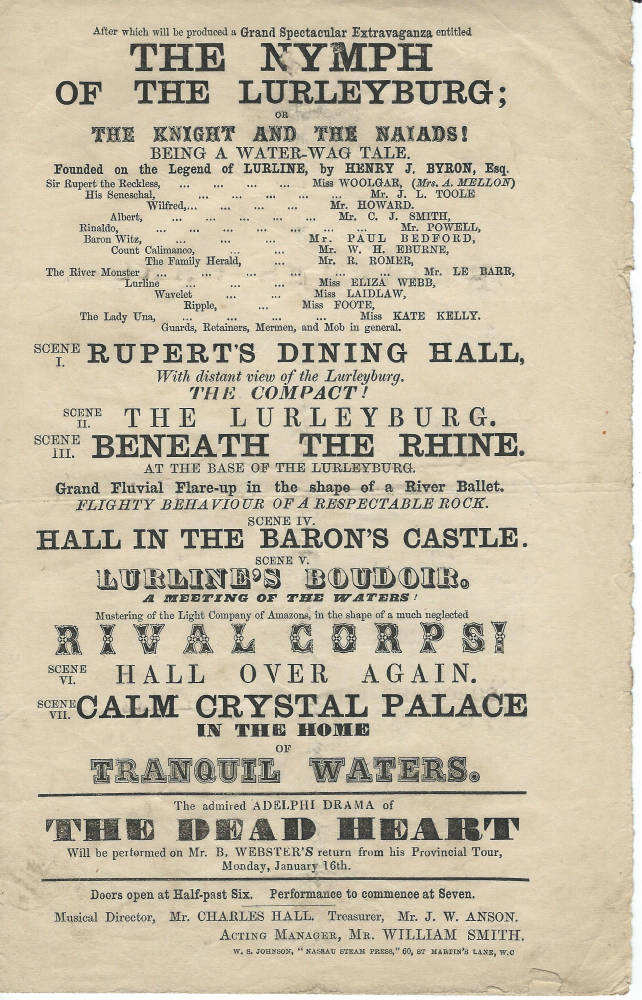 After which will be produced a Grand Spectacular Extravaganza entitled
THE NYMPH
OF THE LURLEYBURG;
OR
THE KNIGHT AND THE NAIADS!
BEING A WATER-WAG TALE.
Founded on the Legend of LURLINE, by HENRY J. BYRON, Esq.
Sir Rupert the Reckless, ... ... ... ... Miss WOOLGAR, (Mrs. A. MELLON)
His Seneschal, ... ... ... ... ... ... Mr. J. L. TOOLE
Wilfred,... ... ... ... Mr. HOWARD.
Albert, ... ... ... ... ... Mr. C. J. SMITH,
Rinaldo, ... ... ... ... ... ... ... Mr. POWELL,
Baron Witz, ... ... ... Mr. PAUL BEDFORD,
Count Calimanco, ... ... Mr. W. H. EBURNE,
The Family Herald, ... Mr. R. ROMER,
The River Monster ... ... ... ... ... ... ... Mr. LE BARR,
Lurline ... ... ... ... Miss ELIZA WEBB,
Wavelet ... ... Miss LAIDLAW,
Ripple, ... Miss FOOTE,
The Lady Una, ... ... ... ... ... Miss KATE KELLY.
Guards, Retainers, Mermen, and Mob in general.
SCENE I. RUPERT'S DINING HALL,
With distant view of the Lurleyburg.
THE COMPACT!
SCENE II. THE LURLEYBURG.
SCENE III. BENEATH THE RHINE.
AT THE BASE OF THE LURLEYBURG.
Grand Fluvial Flare-up in the shape of a River Ballet.
FLIGHTY BEHAVIOUR OF A RESPECTABLE ROCK.
SCENE IV.
HALL IN THE BARON'S CASTLE.
SCENE V.
LURLINE'S BOUDOIR.
A MEETING OF THE WATERS!
Mustering of the Light Company of Amazons, in the shape of a much neglected
RIVAL CORPS!
SCENE VI. HALL OVER AGAIN.
SCENE VII. CALM CRYSTAL PALACE
IN THE HOME
OF
TRANQUIL WATERS.
The admired ADELPHI DRAMA of
THE DEAD HEART
Will be performed on Mr. B. WEBSTER'S return from his Provincial Tour,
Monday, January 16th.
Doors open at Half-past Six. Performance to commence at Seven.
Musical Director, Mr. CHARLES HALL. Treasurer, Mr. J. W. ANSON.
ACTING MANAGER, MR. WILLIAM SMITH.
W. S. JOHNSON, "NASSAU STEAM PRESS," 60, ST MARTIN'S LANE, W.C